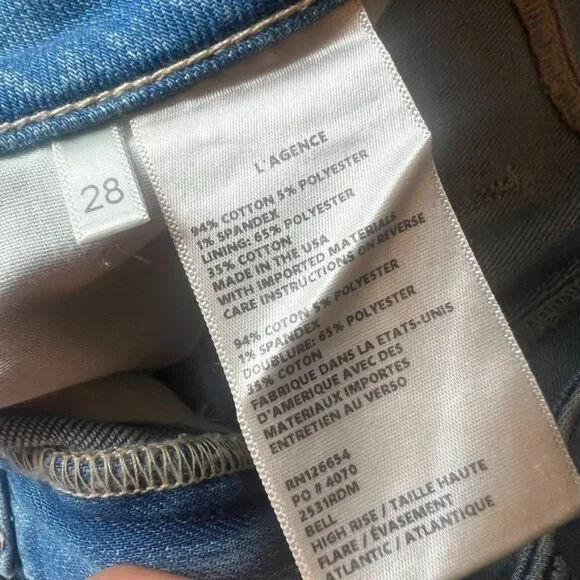 28
L'AGENCE
94% COTTON 5% POLYESTER
1% SPANDEX
LINING: 65% POLYESTER
35% COTTON
MADE IN THE USA
WITH IMPORTED MATERIALS
CARE INSTRUCTIONS ON REVERSE
94% COTON 5% POLYESTER
1% SPANDEX
DOUBLURE: 65% POLYESTER
35% COTON
FABRIQUE DANS LA ETATS-UNIS
D'AMERIQUE AVEC DES
MATERIAUX IMPORTES
ENTRETIEN AU VERSO
RN126654
PO # 4070
2531RDM
BELL
HIGH RISE / TAILLE HAUTE
FLARE / EVASEMENT
ATLANTIC / ATLANTIQUE